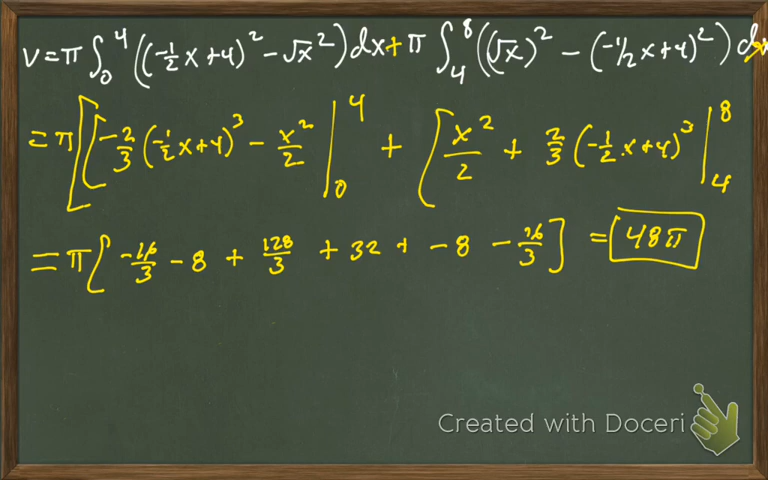 V = π ∫₀⁴ ((-½x+4)² - √x²) dx + π ∫₄⁸ ((√x)² - (-1/2x+4)²) dx
= π [ [ -2/3 (-½x+4)³ - x²/2 |₀⁴ + [ x²/2 + 2/3 (-½x+4)³ |₄⁸
= π [ -16/3 - 8 + 128/3 + 32 + -8 - 16/3 ] = 48π
Created with Doceri